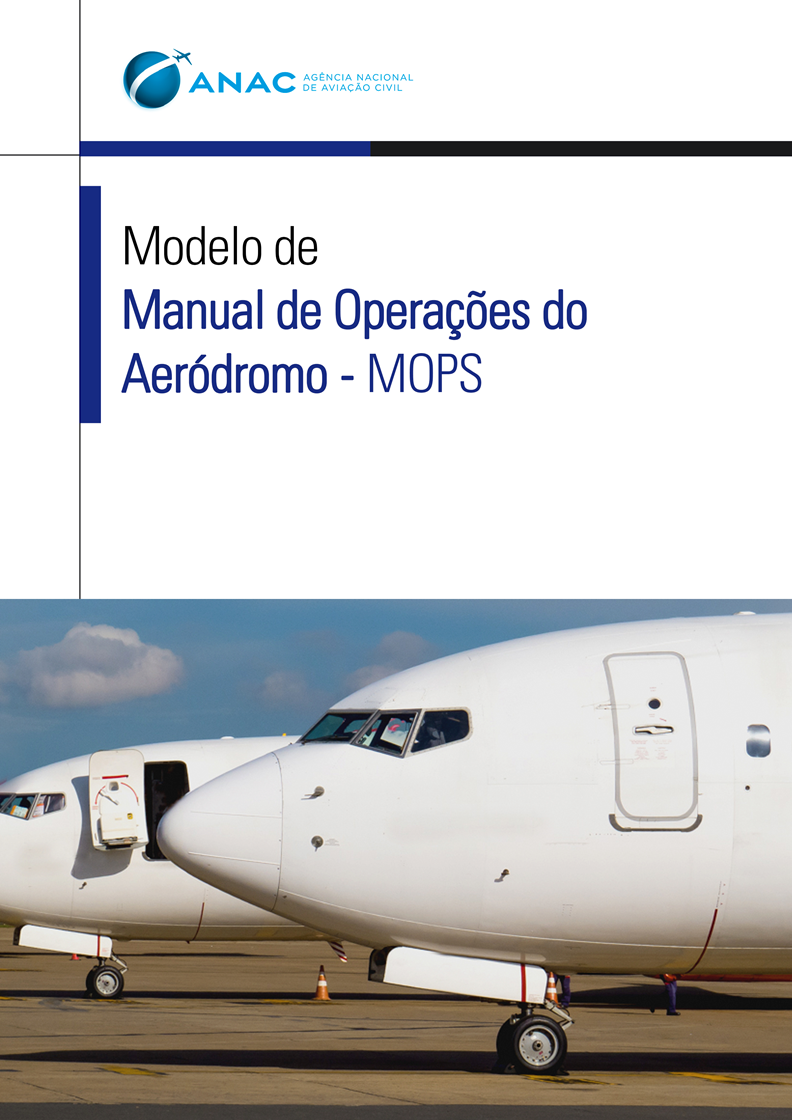 ANAC
AGÊNCIA NACIONAL
DE AVIAÇÃO CIVIL
Modelo de
Manual de Operações do
Aeródromo - MOPS